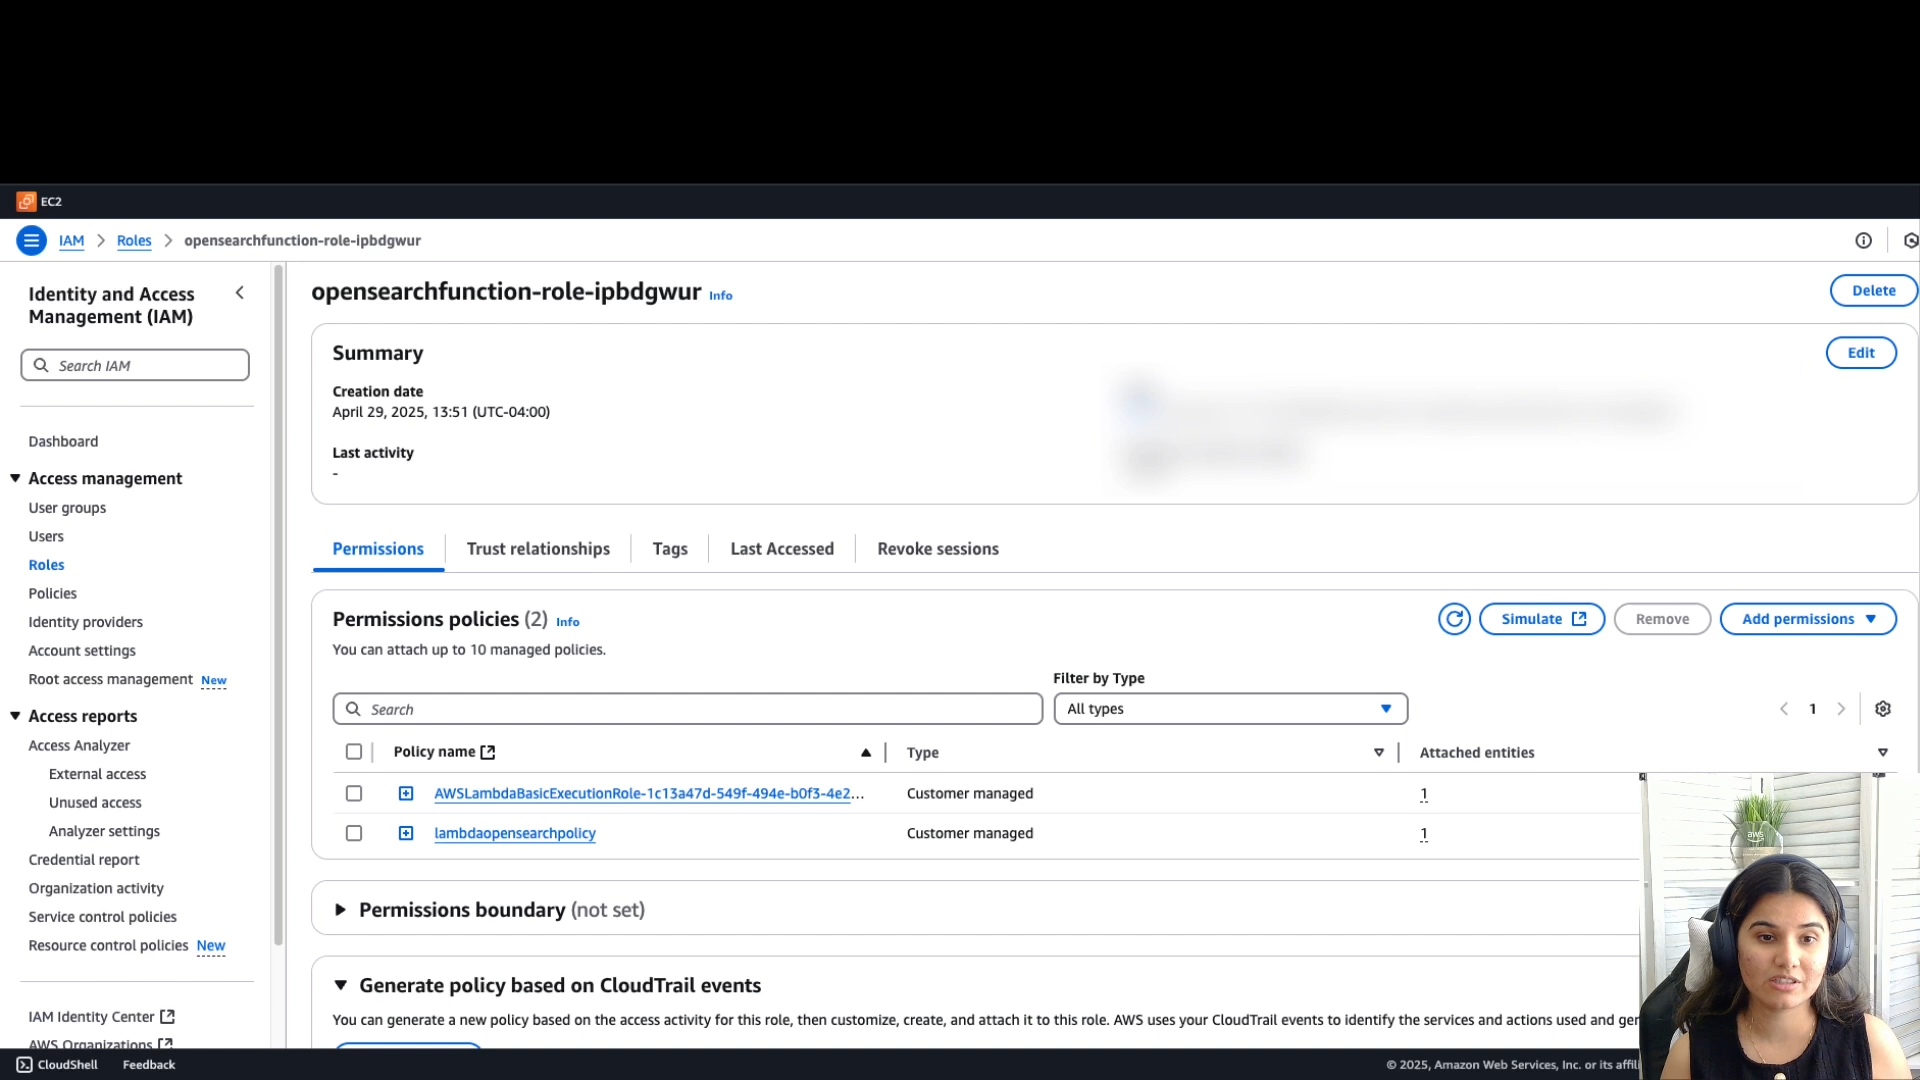 EC2
IAM > Roles > opensearchfunction-role-ipbdgwur
Identity and Access
Management (IAM)
Search IAM
Dashboard
Access management
User groups
Users
Roles
Policies
Identity providers
Account settings
Root access management New
Access reports
Access Analyzer
External access
Unused access
Analyzer settings
Credential report
Organization activity
Service control policies
Resource control policies New
IAM Identity Center
AWS Organizations
opensearchfunction-role-ipbdgwur Info
Delete
Summary
Edit
Creation date
April 29, 2025, 13:51 (UTC-04:00)
Last activity
-
Permissions
Trust relationships
Tags
Last Accessed
Revoke sessions
Permissions policies (2) Info
Simulate
Remove
Add permissions
You can attach up to 10 managed policies.
Filter by Type
Search
All types
1
Policy name
Type
Attached entities
AWSLambdaBasicExecutionRole-1c13a47d-549f-494e-b0f3-4e2...
Customer managed
1
lambdaopensearchpolicy
Customer managed
1
Permissions boundary (not set)
Generate policy based on CloudTrail events
You can generate a new policy based on the access activity for this role, then customize, create, and attach it to this role. AWS uses your CloudTrail events to identify the services and actions used and ger
aws
CloudShell
Feedback
© 2025, Amazon Web Services, Inc. or its affili